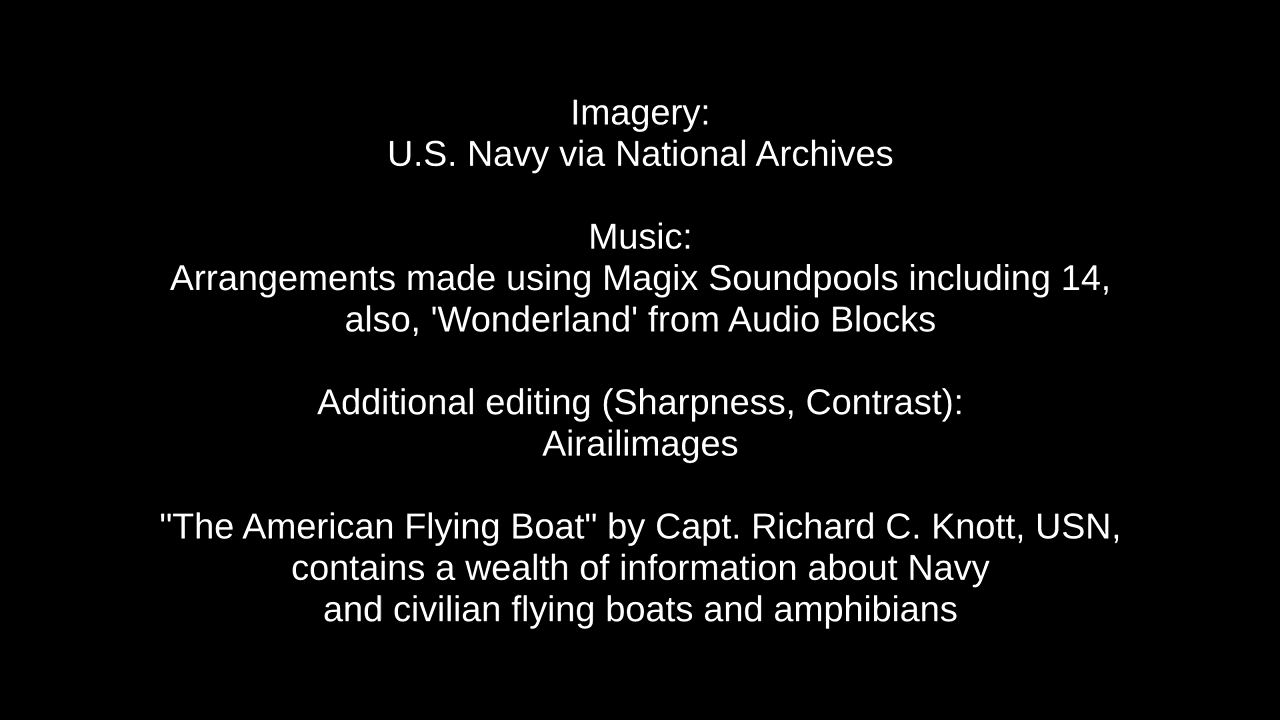 Imagery:
U.S. Navy via National Archives
Music:
Arrangements made using Magix Soundpools including 14,
also, 'Wonderland' from Audio Blocks
Additional editing (Sharpness, Contrast):
Airailimages
"The American Flying Boat" by Capt. Richard C. Knott, USN,
contains a wealth of information about Navy
and civilian flying boats and amphibians